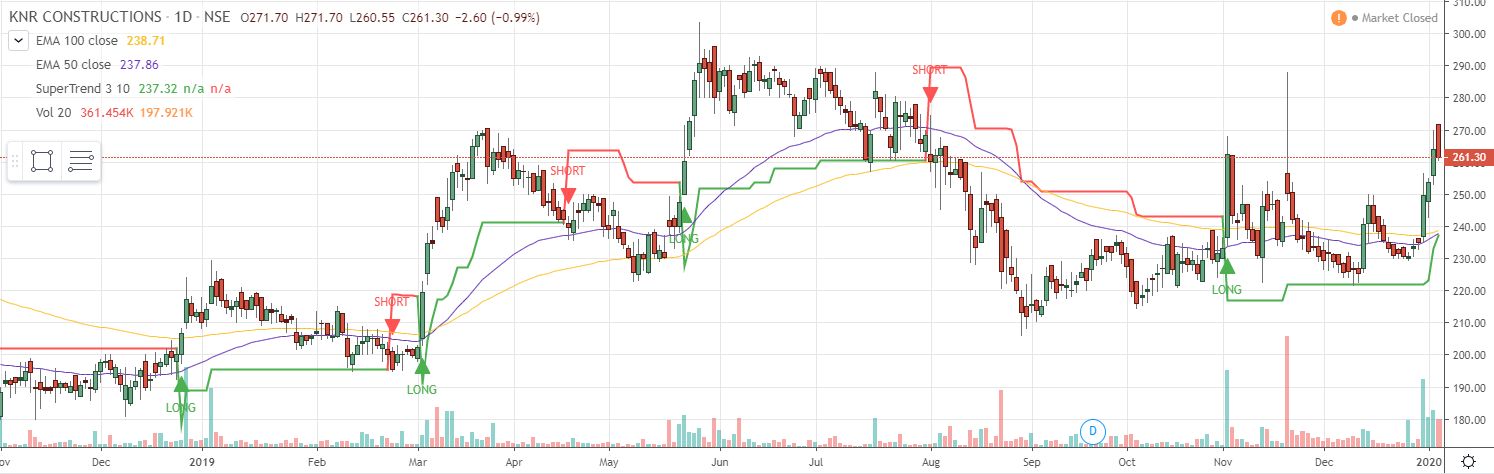 KNR CONSTRUCTIONS · 1D · NSE O271.70 H271.70 L260.55 C261.30 −2.60 (−0.99%)
! Market Closed
EMA 100 close 238.71
EMA 50 close 237.86
SuperTrend 3 10 237.32 n/a n/a
Vol 20 361.454K 197.921K
310.00
300.00
290.00
280.00
270.00
261.30
250.00
240.00
230.00
220.00
210.00
200.00
190.00
180.00
LONG
SHORT
LONG
SHORT
LONG
SHORT
LONG
D
ov Dec 2019 Feb Mar Apr May Jun Jul Aug Sep Oct Nov Dec 2020